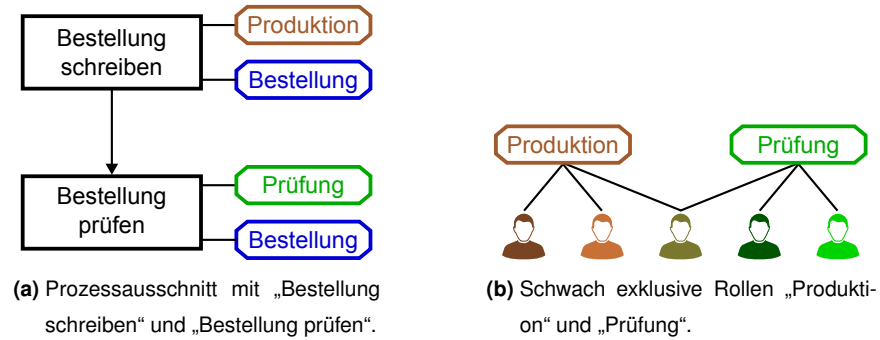 Bestellung
schreiben
Produktion
Bestellung
Bestellung
prüfen
Prüfung
Bestellung
(a) Prozessausschnitt mit „Bestellung
schreiben“ und „Bestellung prüfen“.
Produktion
Prüfung
(b) Schwach exklusive Rollen „Produkti-
on“ und „Prüfung“.